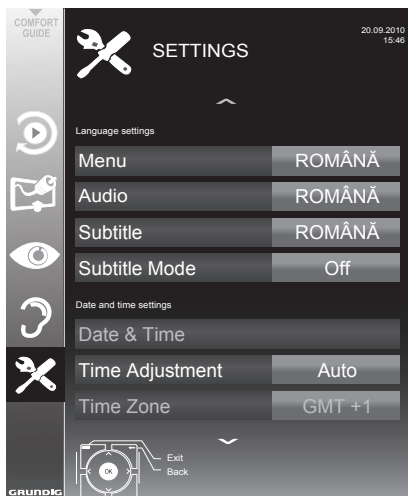 COMFORT
GUIDE
SETTINGS
20.09.2010
15:46
Language settings
Menu ROMÂNĂ
Audio ROMÂNĂ
Subtitle ROMÂNĂ
Subtitle Mode Off
Date and time settings
Date & Time
Time Adjustment Auto
Time Zone GMT +1
Exit
Back
OK
GRUNDIG